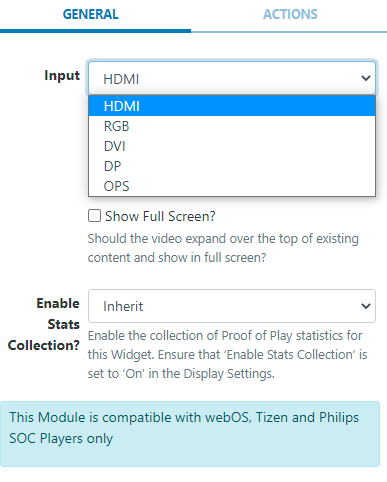 GENERAL ACTIONS
Input HDMI
HDMI
RGB
DVI
DP
OPS
Show Full Screen?
Should the video expand over the top of existing
content and show in full screen?
Enable Inherit
Stats
Collection? Enable the collection of Proof of Play statistics for
this Widget. Ensure that ‘Enable Stats Collection’ is
set to ‘On’ in the Display Settings.
This Module is compatible with webOS, Tizen and Philips
SOC Players only